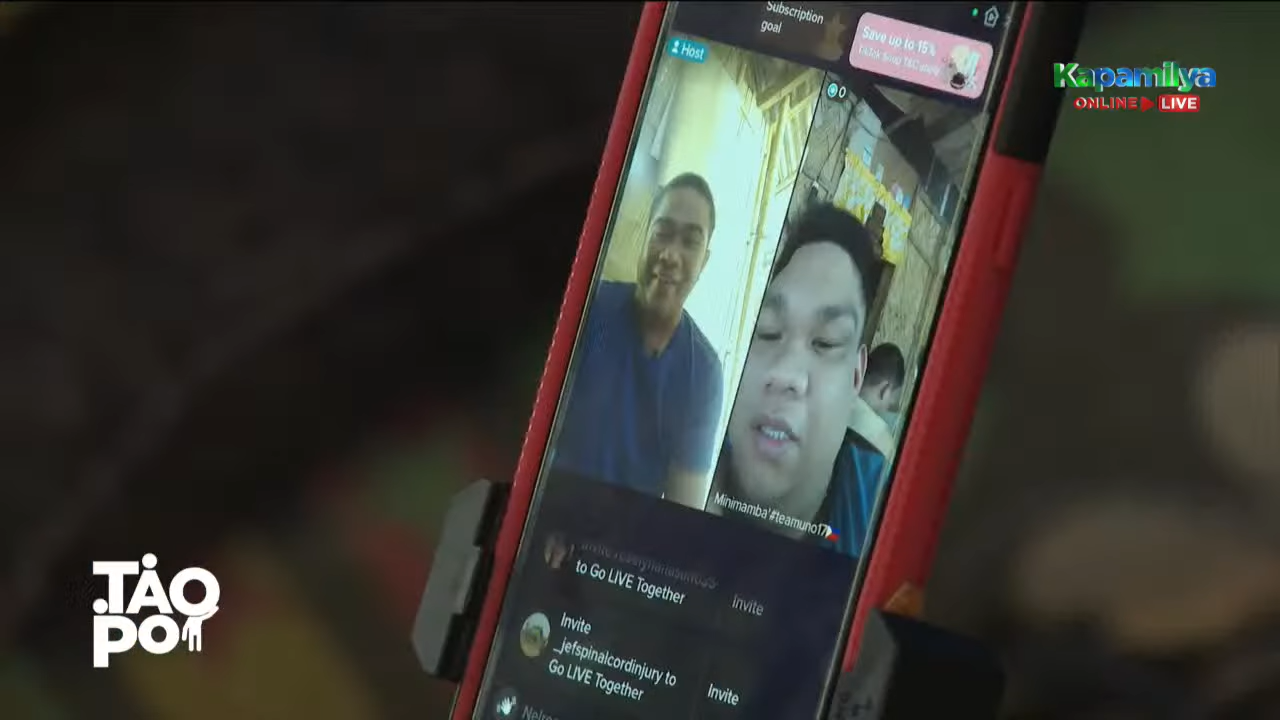 Subscription
goal
Save up to 15%
Host
0
Kapamilya
ONLINE LIVE
Minimamba'#teamuno17🇵🇭
to Go LIVE Together
Invite
Invite
_jefspinalcordinjury to
Go LIVE Together
Invite
TAO
PO